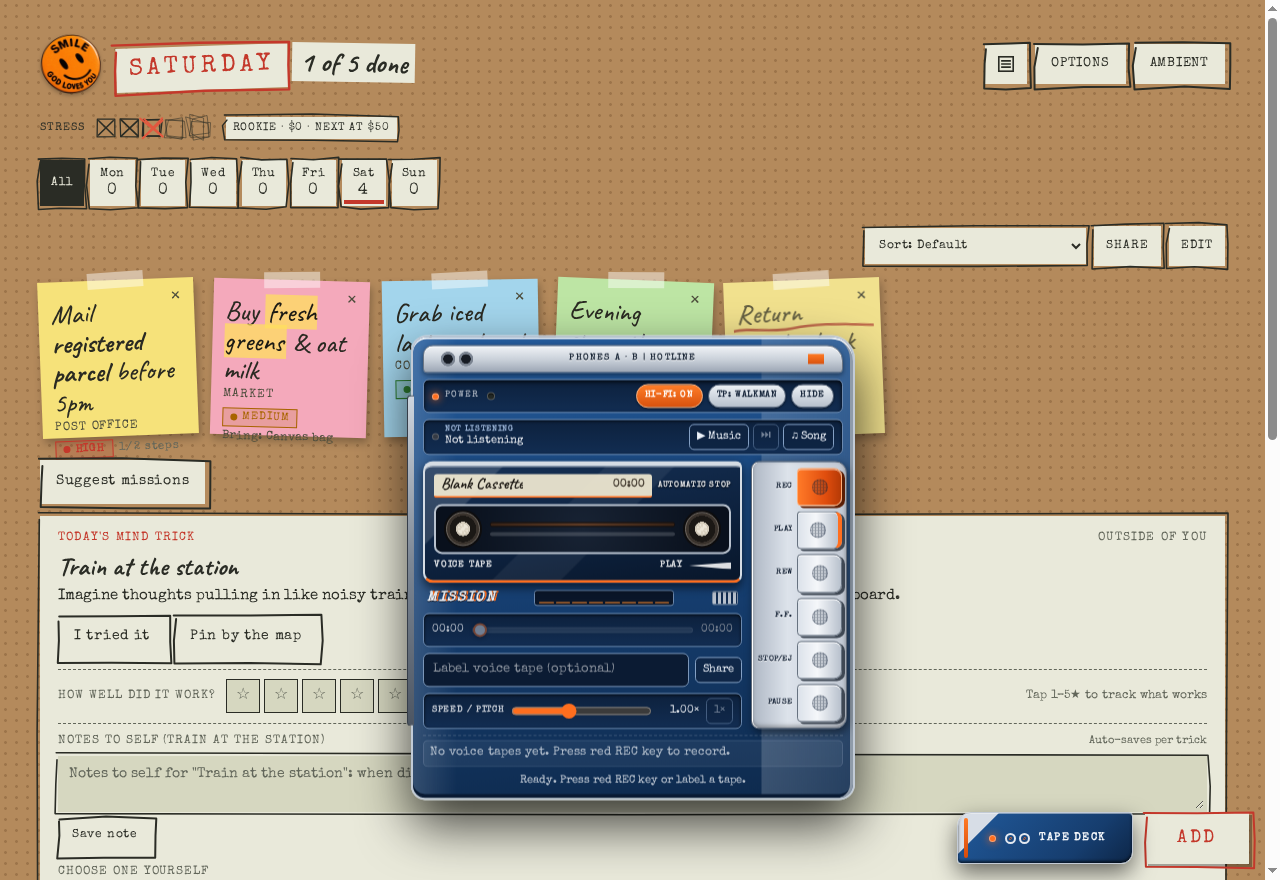 SMILE
GOD LOVES YOU
SATURDAY
1 of 5 done
OPTIONS
AMBIENT
STRESS
ROOKIE · $0 · NEXT AT $50
All
Mon
0
Tue
0
Wed
0
Thu
0
Fri
0
Sat
4
Sun
0
Sort: Default
SHARE
EDIT
Mail
registered
parcel before
5pm
POST OFFICE
HIGH
1/2 steps
Buy fresh
greens & oat
milk
MARKET
MEDIUM
Bring: Canvas bag
Grab iced
Evening
Return
Suggest missions
TODAY'S MIND TRICK
OUTSIDE OF YOU
Train at the station
Imagine thoughts pulling in like noisy
board.
I tried it
Pin by the map
HOW WELL DID IT WORK?
Tap 1-5★ to track what works
NOTES TO SELF (TRAIN AT THE STATION)
Auto-saves per trick
Notes to self for "Train at the station": when
Save note
CHOOSE ONE YOURSELF
PHONES A · B | HOTLINE
POWER
HI-FI: ON
TP: WALKMAN
HIDE
NOT LISTENING
Not listening
▶ Music
⏭
♫ Song
Blank Cassette
00:00
AUTOMATIC STOP
VOICE TAPE
PLAY
MISSION
00:00
00:00
Label voice tape (optional)
Share
SPEED / PITCH
1.00×
1×
No voice tapes yet. Press red REC key to record.
Ready. Press red REC key or label a tape.
REC
PLAY
REW
F.F.
STOP/EJ
PAUSE
TAPE DECK
ADD